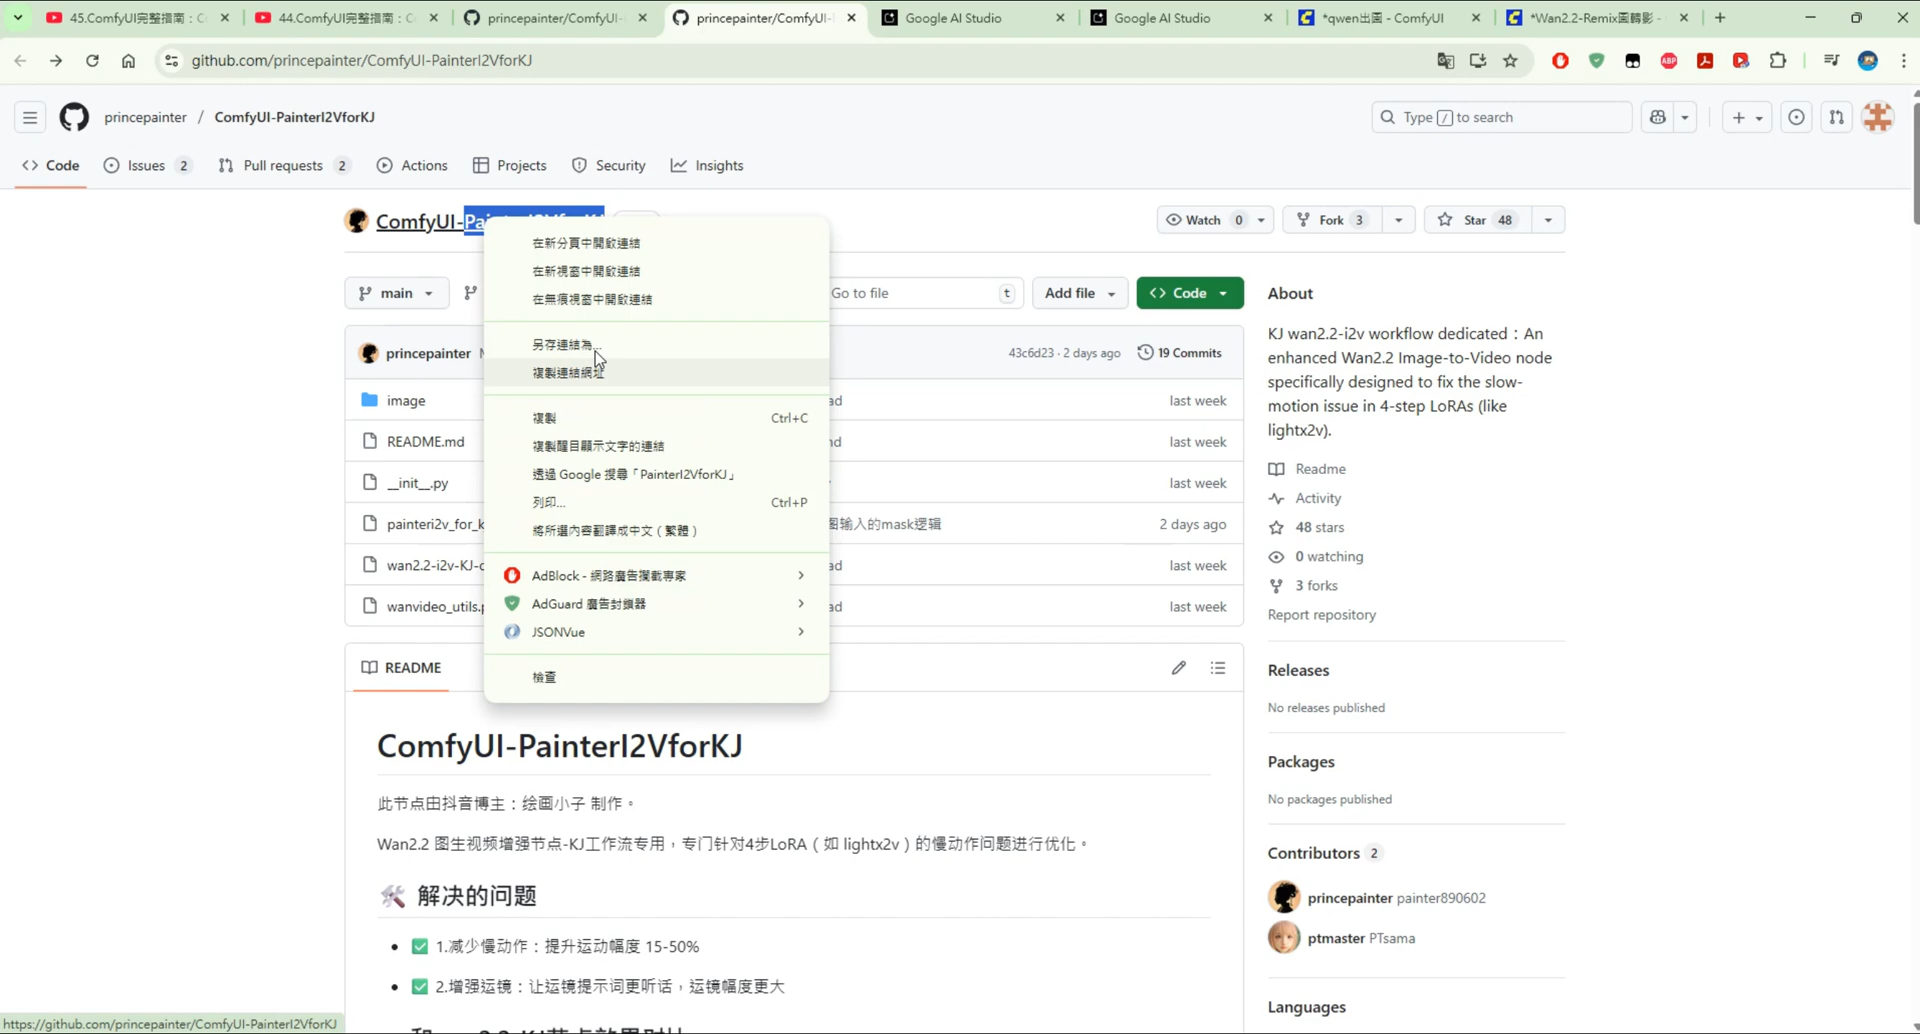 45.ComfyUI完整指南：C
44.ComfyUI完整指南：C
princepainter/ComfyUI-
princepainter/ComfyUI-
Google AI Studio
Google AI Studio
*qwen出圖 - ComfyUI
*Wan2.2-Remix圖轉影 -
github.com/princepainter/ComfyUI-PainterI2VforKJ
princepainter / ComfyUI-PainterI2VforKJ
Type / to search
Code
Issues 2
Pull requests 2
Actions
Projects
Security
Insights
ComfyUI-
Watch 0
Fork 3
Star 48
main
Go to file t
Add file
Code
princepainter
43c6d23 · 2 days ago
19 Commits
image
last week
README.md
last week
__init__.py
last week
painteri2v_for_k
图输入的mask逻辑
2 days ago
wan2.2-i2v-KJ-
last week
wanvideo_utils.
last week
在新分頁中開啟連結
在新視窗中開啟連結
在無痕視窗中開啟連結
另存連結為...
複製連結網址
複製 Ctrl+C
複製醒目顯示文字的連結
透過 Google 搜尋「PainterI2VforKJ」
列印... Ctrl+P
將所選內容翻譯成中文（繁體）
AdBlock - 網路廣告攔截專家
AdGuard 廣告封鎖器
JSONVue
檢查
README
ComfyUI-PainterI2VforKJ
此节点由抖音博主：绘画小子 制作。
Wan2.2 图生视频增强节点-KJ工作流专用，专门针对4步LoRA（如 lightx2v）的慢动作问题进行优化。
解决的问题
1.减少慢动作：提升运动幅度 15-50%
2.增强运镜：让运镜提示词更听话，运镜幅度更大
About
KJ wan2.2-i2v workflow dedicated：An
enhanced Wan2.2 Image-to-Video node
specifically designed to fix the slow-
motion issue in 4-step LoRAs (like
lightx2v).
Readme
Activity
48 stars
0 watching
3 forks
Report repository
Releases
No releases published
Packages
No packages published
Contributors 2
princepainter painter890602
ptmaster PTsama
Languages
https://github.com/princepainter/ComfyUI-PainterI2VforKJ